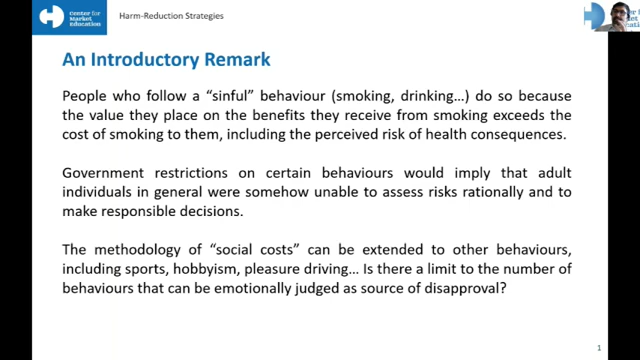 Center for
Market
Education
Harm-Reduction Strategies
An Introductory Remark
People who follow a “sinful” behaviour (smoking, drinking…) do so because
the value they place on the benefits they receive from smoking exceeds the
cost of smoking to them, including the perceived risk of health consequences.
Government restrictions on certain behaviours would imply that adult
individuals in general were somehow unable to assess risks rationally and to
make responsible decisions.
The methodology of “social costs” can be extended to other behaviours,
including sports, hobbyism, pleasure driving… Is there a limit to the number of
behaviours that can be emotionally judged as source of disapproval?
1